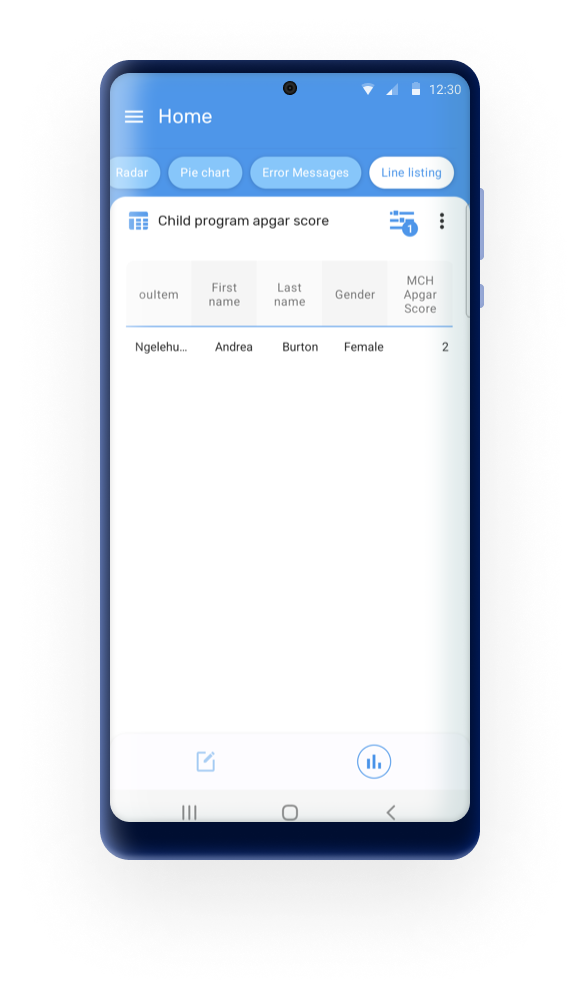 12:30
Home
Radar Pie chart Error Messages Line listing
Child program apgar score
1
ouItem First name Last name Gender MCH Apgar Score
Ngelehu... Andrea Burton Female 2